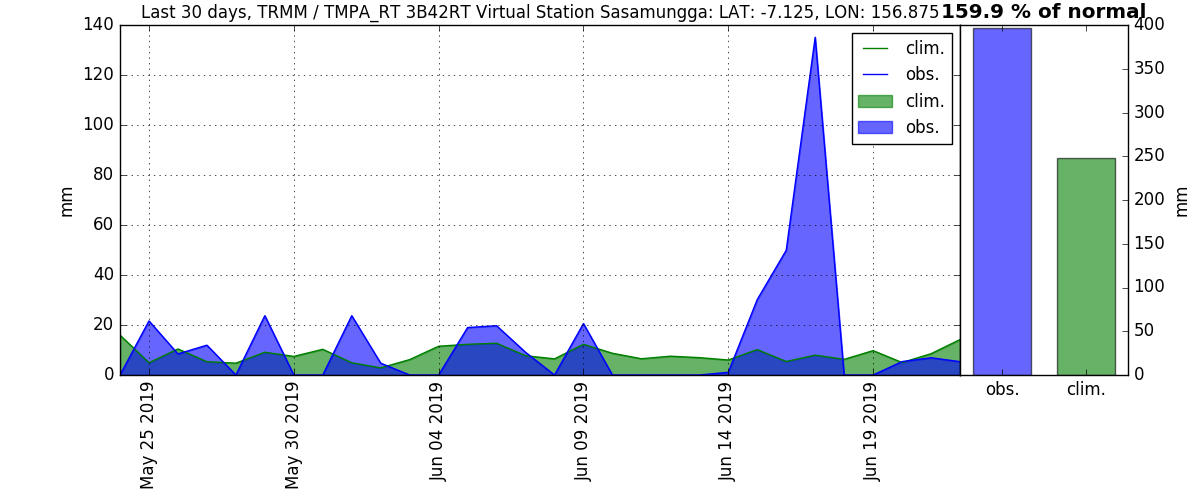 Last 30 days, TRMM / TMPA_RT 3B42RT Virtual Station Sasamungga: LAT: -7.125, LON: 156.875
159.9 % of normal
140
120
100
80
60
40
20
0
mm
clim.
obs.
clim.
obs.
May 25 2019
May 30 2019
Jun 04 2019
Jun 09 2019
Jun 14 2019
Jun 19 2019
400
350
300
250
200
150
100
50
0
mm
obs.
clim.